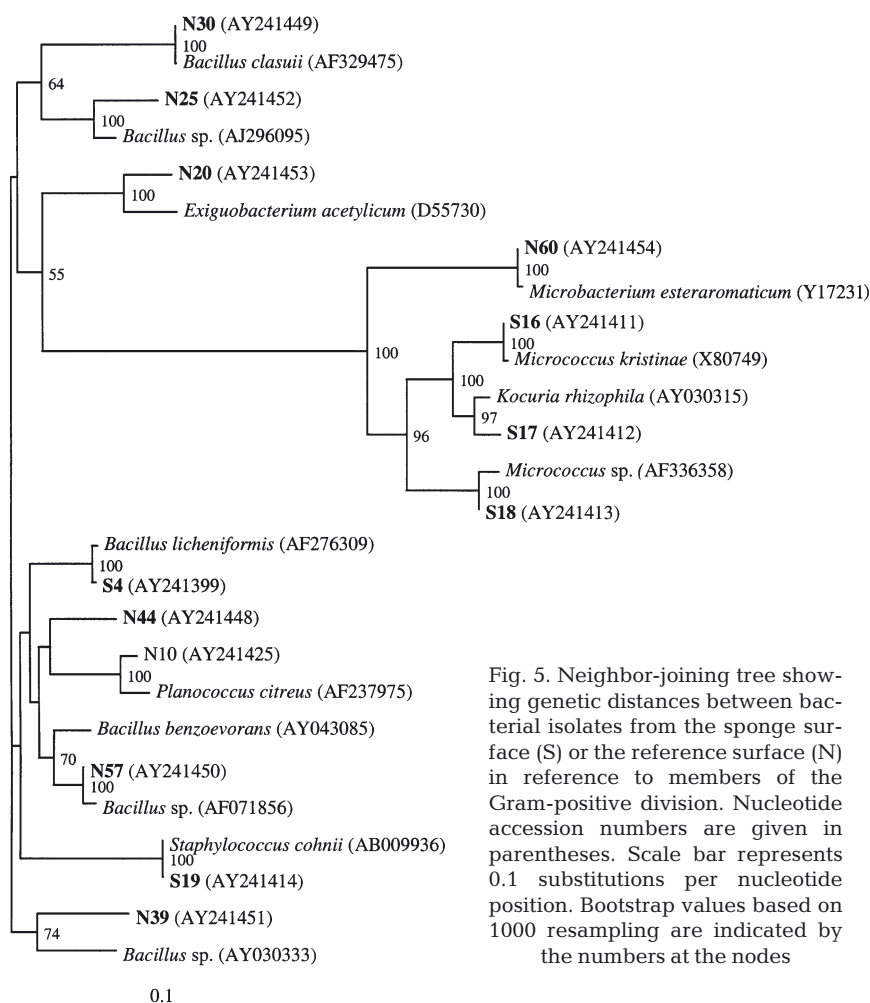 N30 (AY241449)
100
Bacillus clasuii (AF329475)
64
N25 (AY241452)
100
Bacillus sp. (AJ296095)
N20 (AY241453)
100
Exiguobacterium acetylicum (D55730)
55
N60 (AY241454)
100
Microbacterium esteraromaticum (Y17231)
S16 (AY241411)
100
Micrococcus kristinae (X80749)
100
100
Kocuria rhizophila (AY030315)
97
S17 (AY241412)
96
Micrococcus sp. (AF336358)
100
S18 (AY241413)
Bacillus licheniformis (AF276309)
100
S4 (AY241399)
N44 (AY241448)
N10 (AY241425)
100
Planococcus citreus (AF237975)
Bacillus benzoevorans (AY043085)
70
N57 (AY241450)
100
Bacillus sp. (AF071856)
Staphylococcus cohnii (AB009936)
100
S19 (AY241414)
N39 (AY241451)
74
Bacillus sp. (AY030333)
0.1
Fig. 5. Neighbor-joining tree show-
ing genetic distances between bac-
terial isolates from the sponge sur-
face (S) or the reference surface (N)
in reference to members of the
Gram-positive division. Nucleotide
accession numbers are given in
parentheses. Scale bar represents
0.1 substitutions per nucleotide
position. Bootstrap values based on
1000 resampling are indicated by
the numbers at the nodes